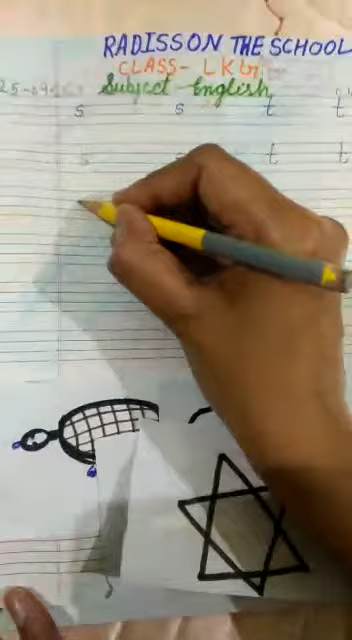 RADISSON THE SCHOOL
CLASS- LKG
Subject - English
s s t t
s s t t